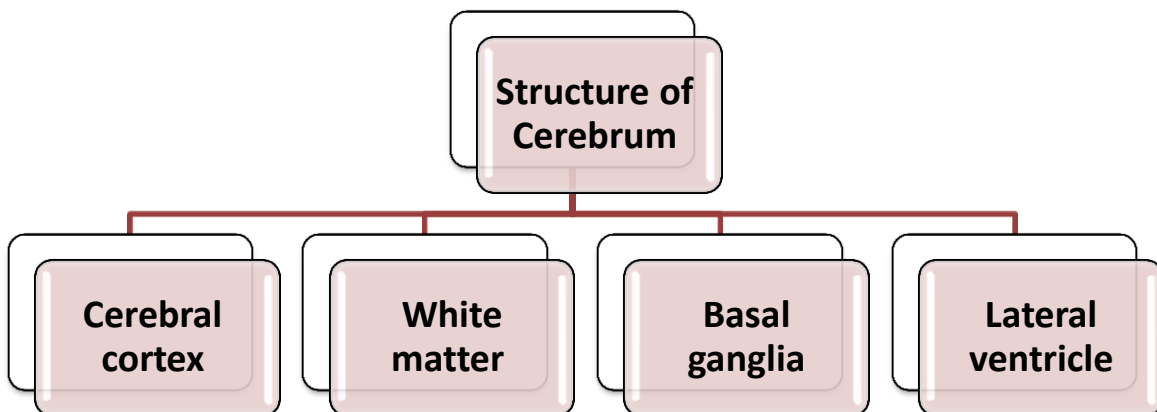 Structure of
Cerebrum
Cerebral
cortex
White
matter
Basal
ganglia
Lateral
ventricle